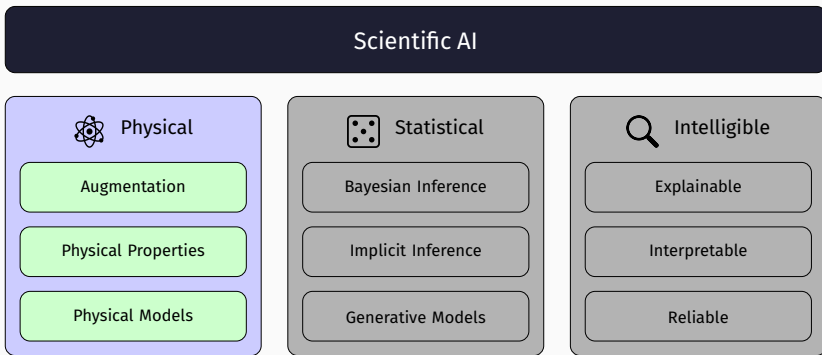 Scientific AI
Physical
Augmentation
Physical Properties
Physical Models
Statistical
Bayesian Inference
Implicit Inference
Generative Models
Intelligible
Explainable
Interpretable
Reliable